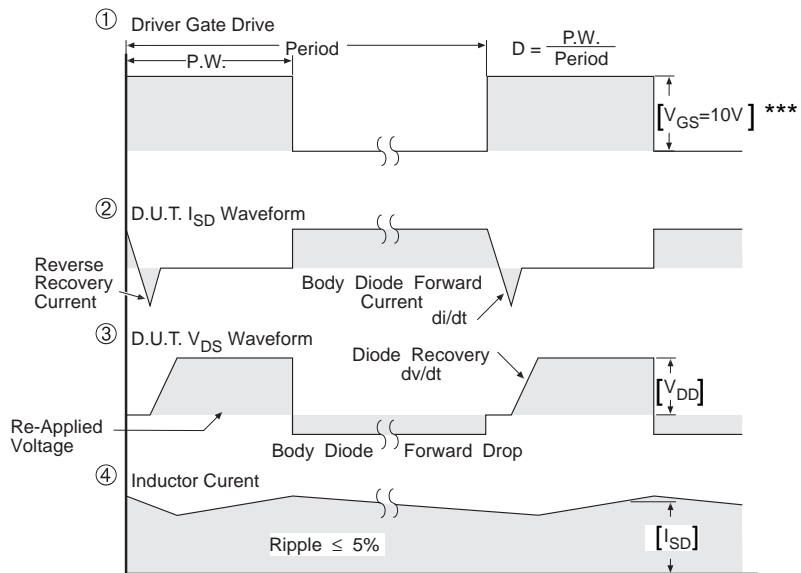 ① Driver Gate Drive
Period
P.W.
D = P.W. / Period
[VGS=10V] ***
② D.U.T. ISD Waveform
Reverse
Recovery
Current
Body Diode Forward
Current
di/dt
③ D.U.T. VDS Waveform
Diode Recovery
dv/dt
[VDD]
Re-Applied
Voltage
Body Diode Forward Drop
④ Inductor Curent
Ripple ≤ 5%
[ISD]